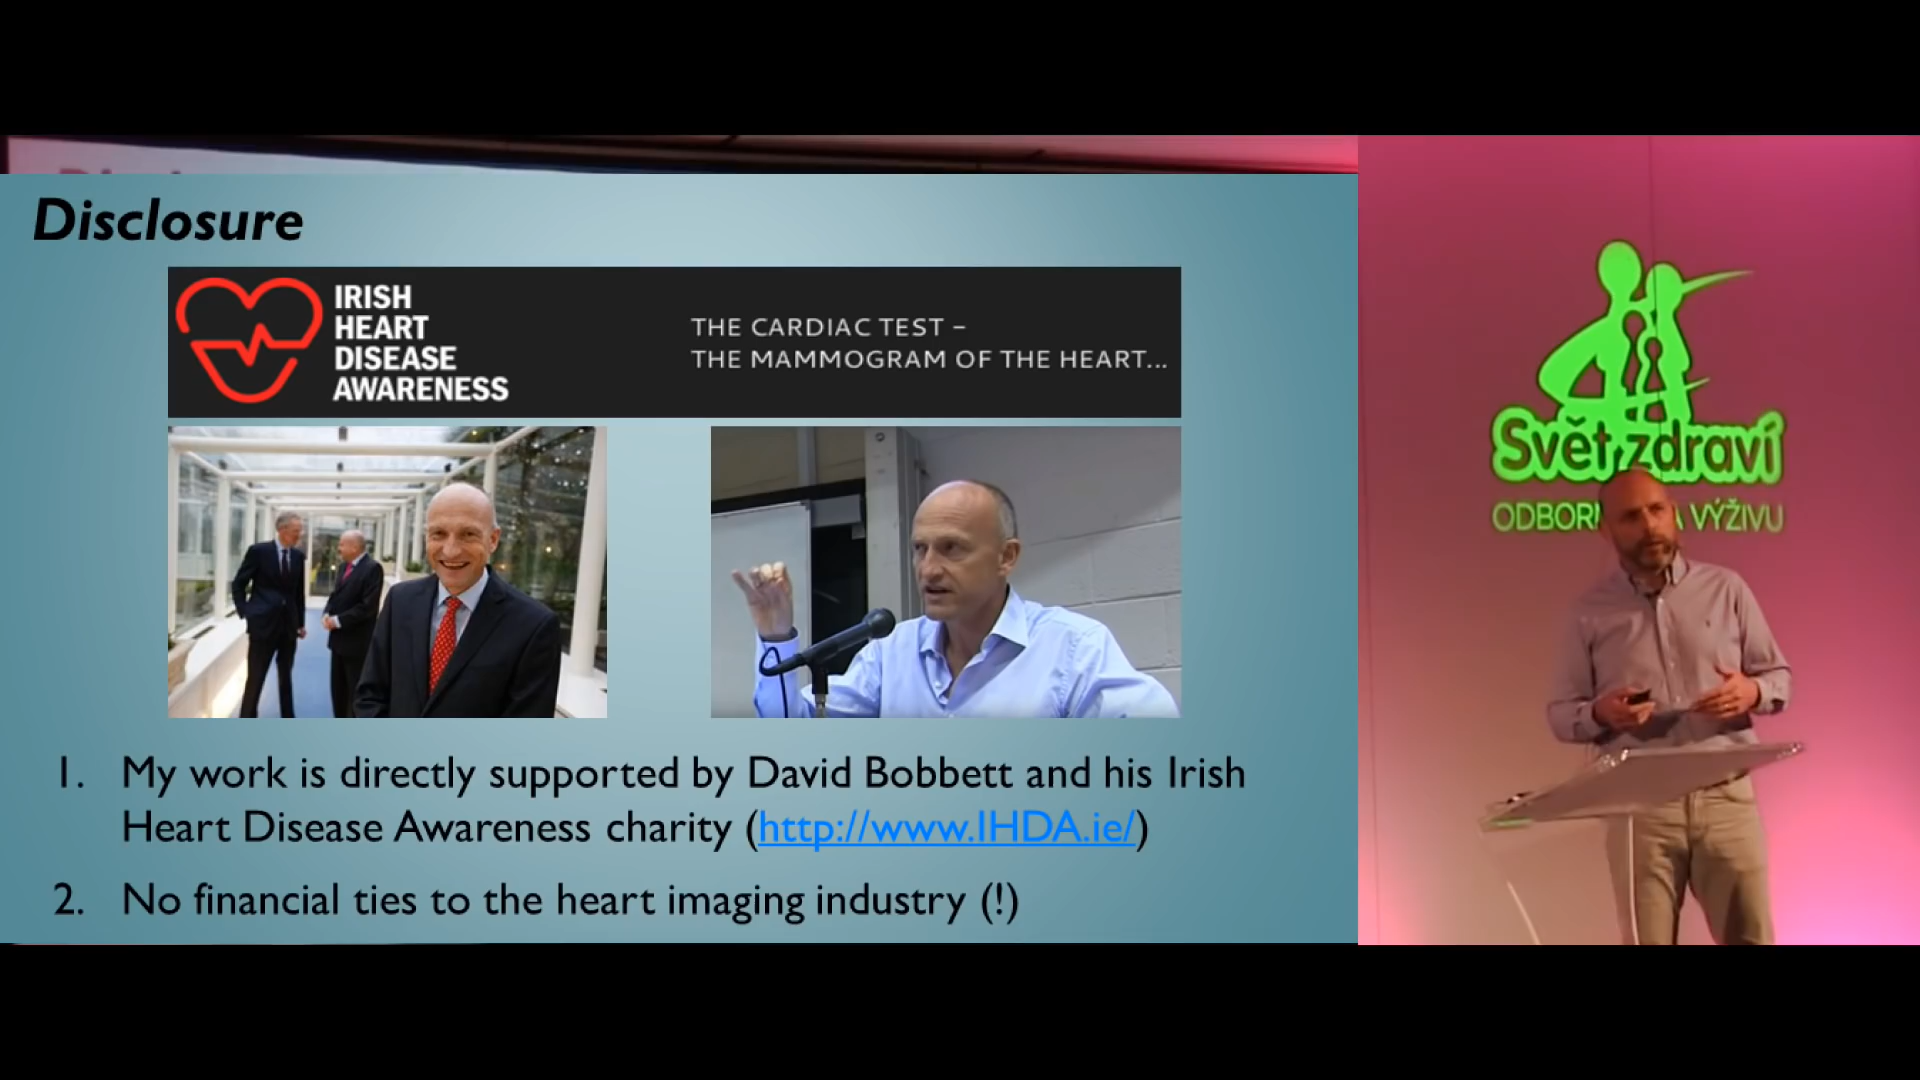 Disclosure
IRISH
HEART
DISEASE
AWARENESS
THE CARDIAC TEST –
THE MAMMOGRAM OF THE HEART...
1. My work is directly supported by David Bobbett and his Irish
Heart Disease Awareness charity (http://www.IHDA.ie/)
2. No financial ties to the heart imaging industry (!)
Svět zdraví
VÝŽIVU